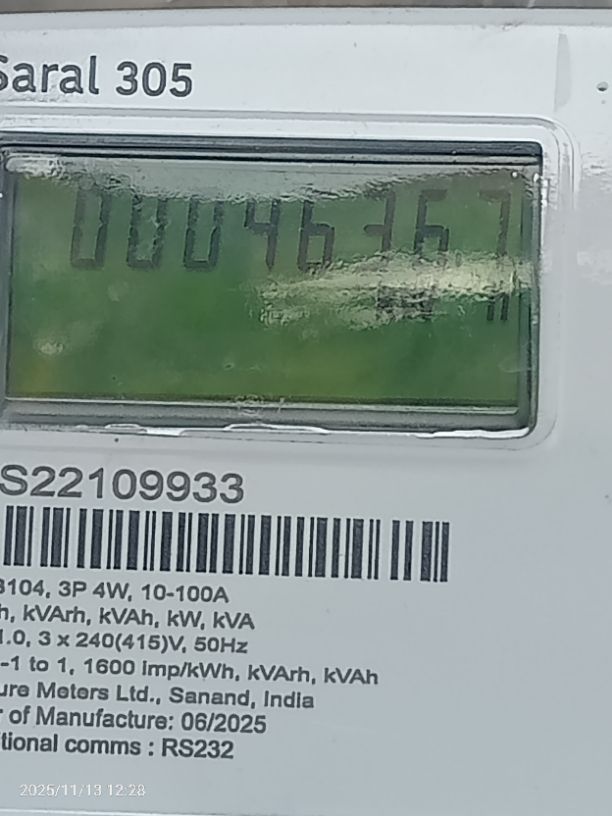 Saral 305
S22109933
3104, 3P 4W, 10-100A
h, kVArh, kVAh, kW, kVA
1.0, 3 x 240(415)V, 50Hz
-1 to 1, 1600 imp/kWh, kVArh, kVAh
ure Meters Ltd., Sanand, India
r of Manufacture: 06/2025
tional comms : RS232
2025/11/13 12:28